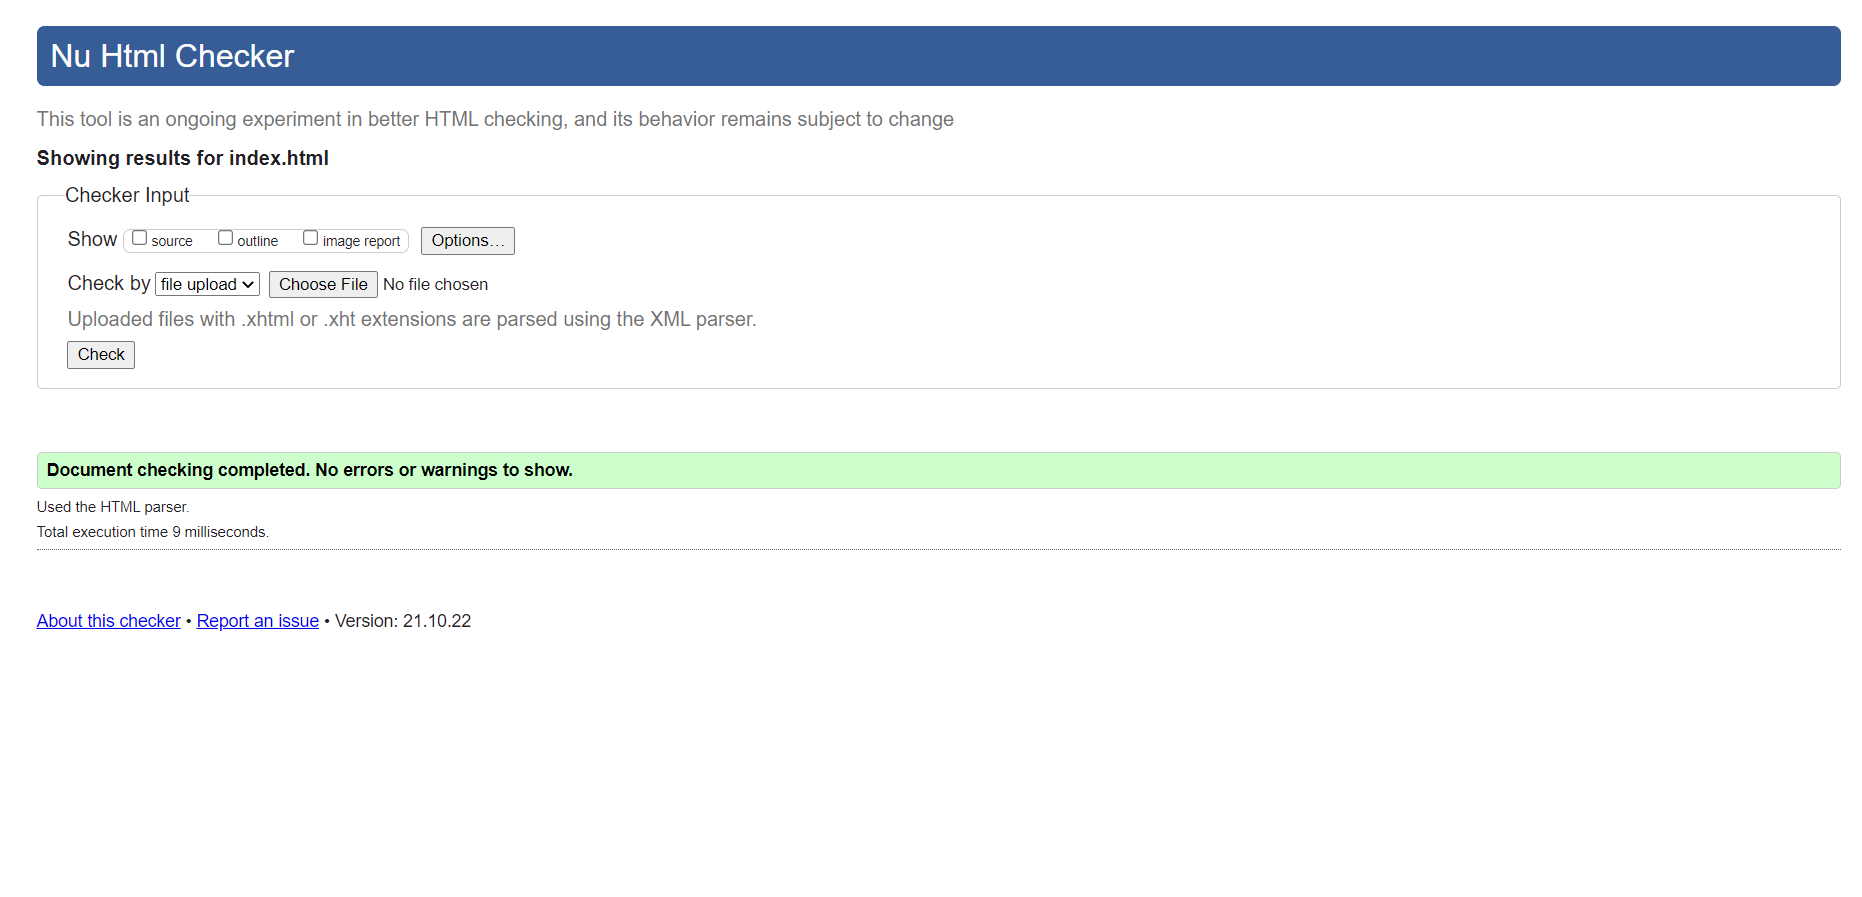 Nu Html Checker
This tool is an ongoing experiment in better HTML checking, and its behavior remains subject to change
Showing results for index.html
Checker Input
Show source outline image report Options…
Check by file upload Choose File No file chosen
Uploaded files with .xhtml or .xht extensions are parsed using the XML parser.
Check
Document checking completed. No errors or warnings to show.
Used the HTML parser.
Total execution time 9 milliseconds.
About this checker • Report an issue • Version: 21.10.22